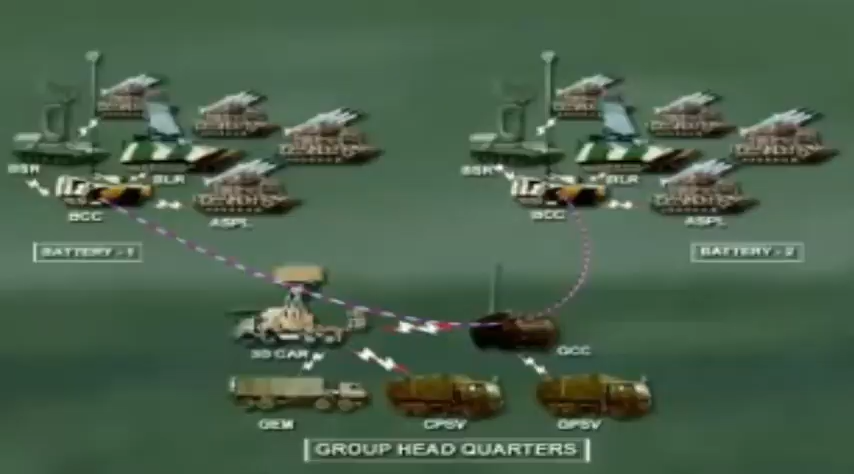 BSR
BLR
BCC
ASPL
BATTERY - 1
BSR
BLR
BCC
ASPL
BATTERY - 2
3D CAR
GCC
GEM
CPSV
GPSV
GROUP HEAD QUARTERS